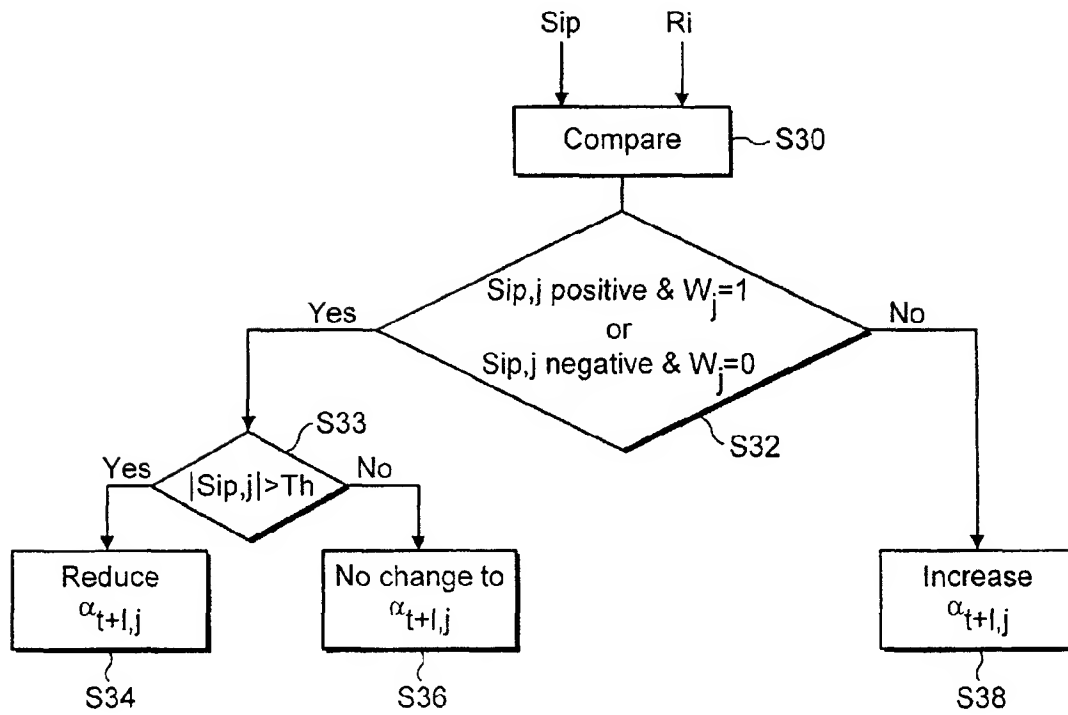 Sip Ri
Compare
S30
Sip,j positive & Wj=1
or
Sip,j negative & Wj=0
Yes
No
S32
S33
Yes
|Sip,j|>Th
No
Reduce
αt+l,j
No change to
αt+l,j
Increase
αt+l,j
S34
S36
S38